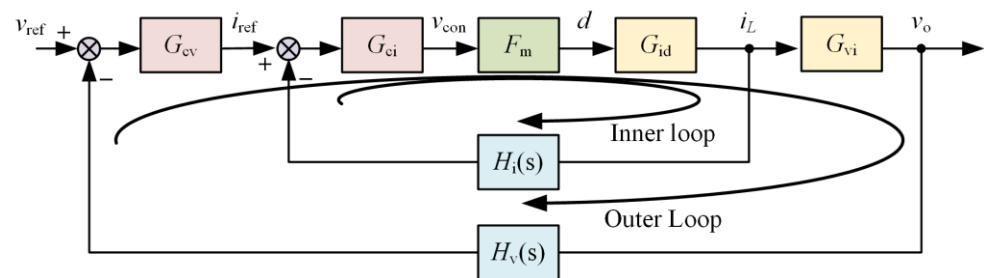 v_ref + − G_cv i_ref + − G_ci v_con F_m d G_id i_L G_vi v_o
Inner loop
H_i(s)
Outer Loop
H_v(s)